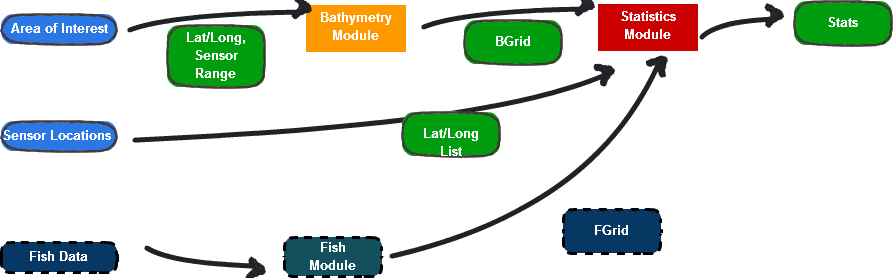 Area of Interest
Lat/Long,
Sensor
Range
Bathymetry
Module
BGrid
Statistics
Module
Stats
Sensor Locations
Lat/Long
List
Fish Data
Fish
Module
FGrid